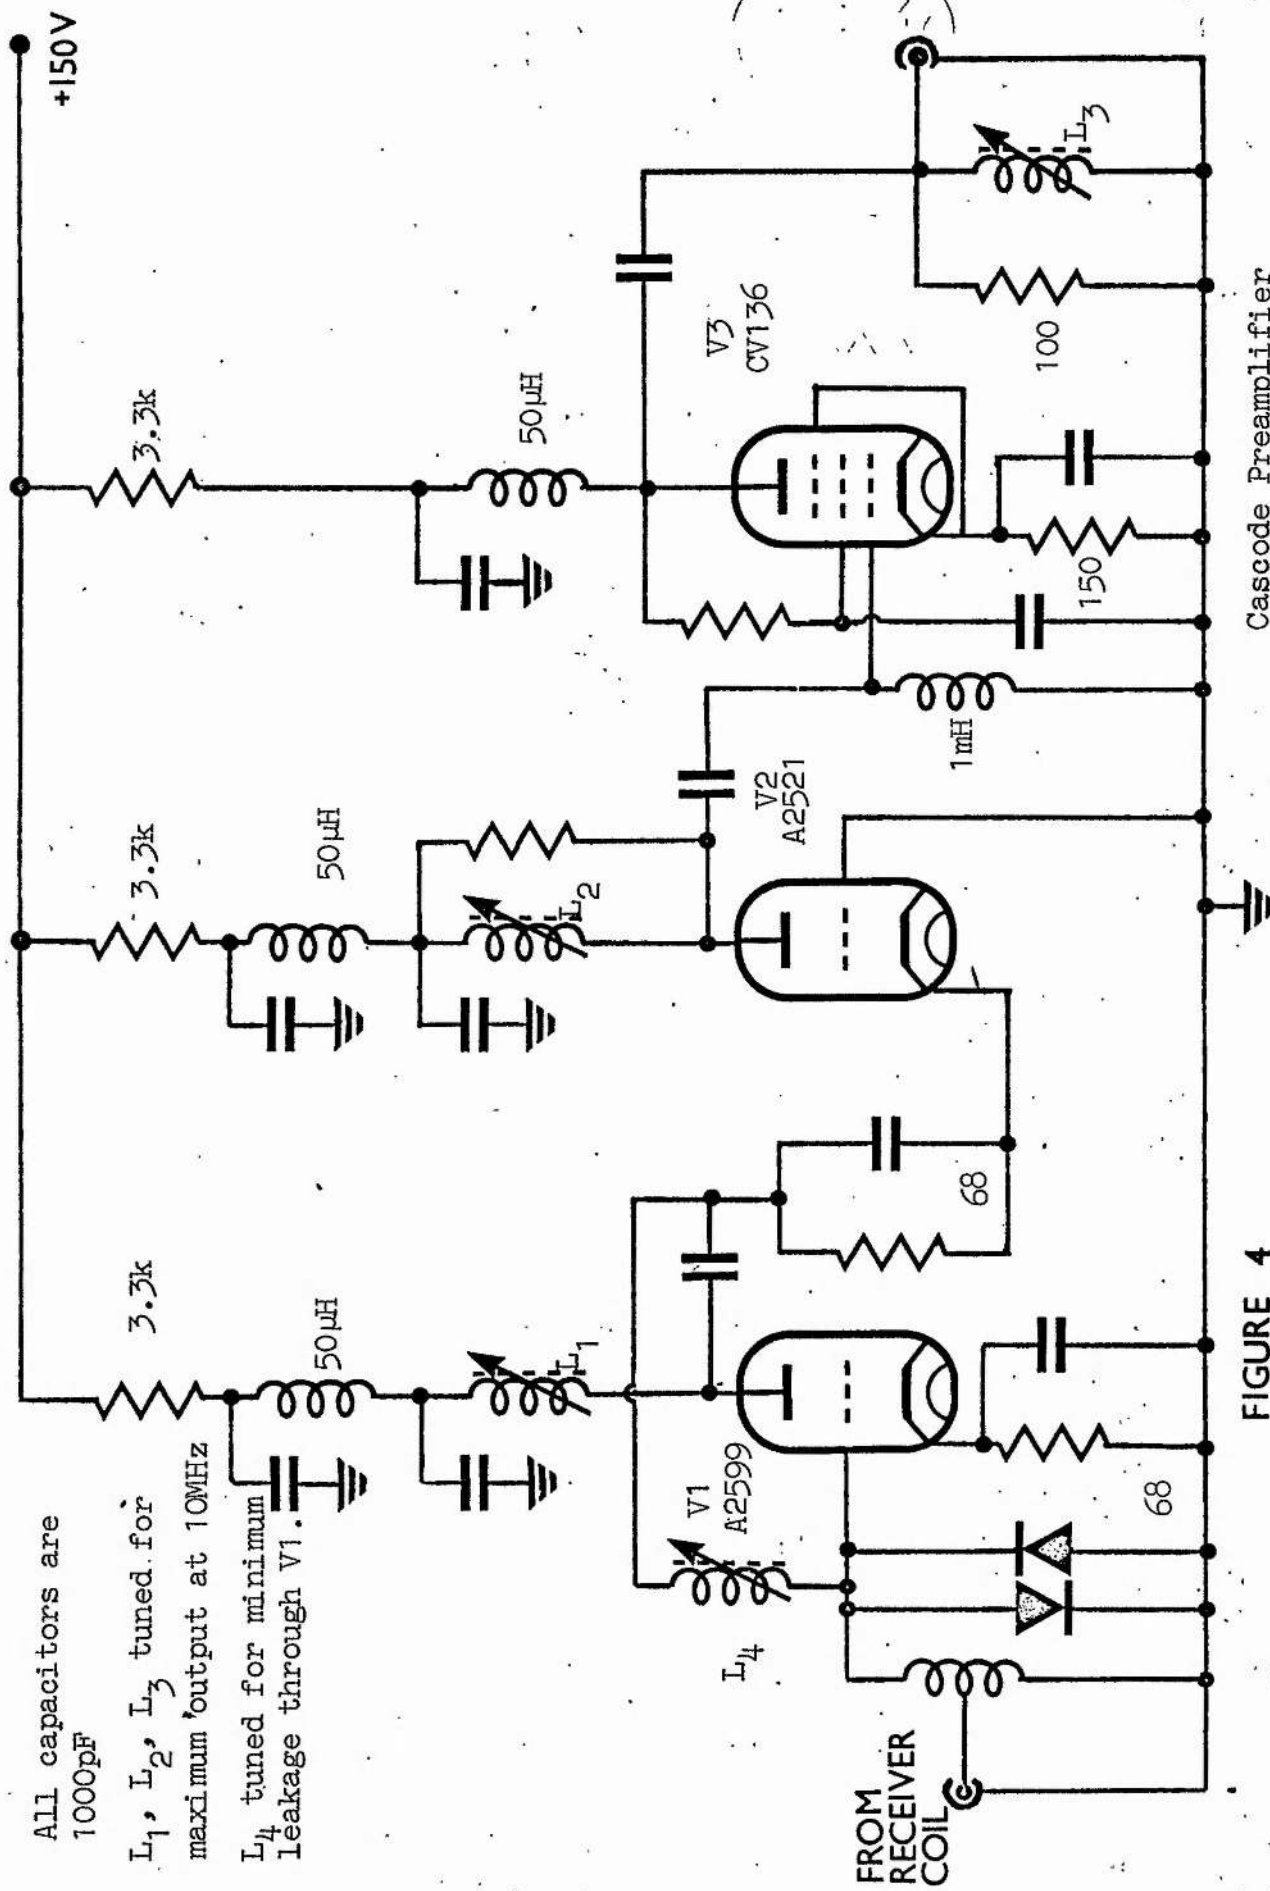 All capacitors are
1000pF
L1, L2, L3 tuned for
maximum output at 10MHz
L4 tuned for minimum
leakage through V1.
+150V
3.3k
3.3k
3.3k
50µH
50µH
50µH
L1
L2
V1
A2599
V2
A2521
V3
CV136
L4
68
68
1mH
150
100
L3
FROM
RECEIVER
COIL
FIGURE 4
Cascode Preamplifier